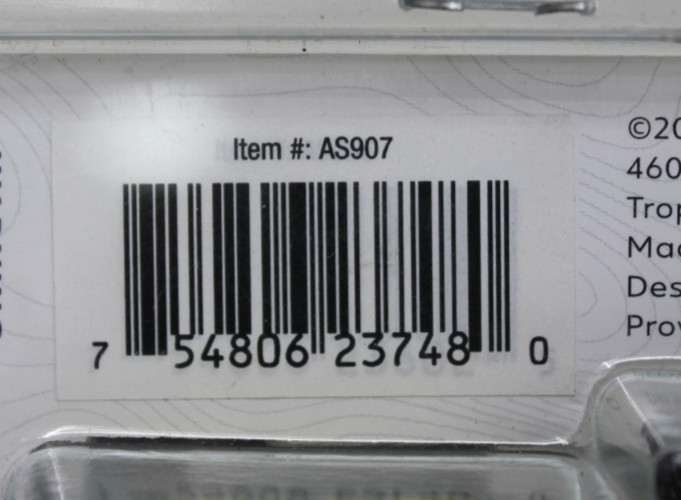 Item #: AS907
7 54806 23748 0
©20
460
Trop
Mad
Des
Prov